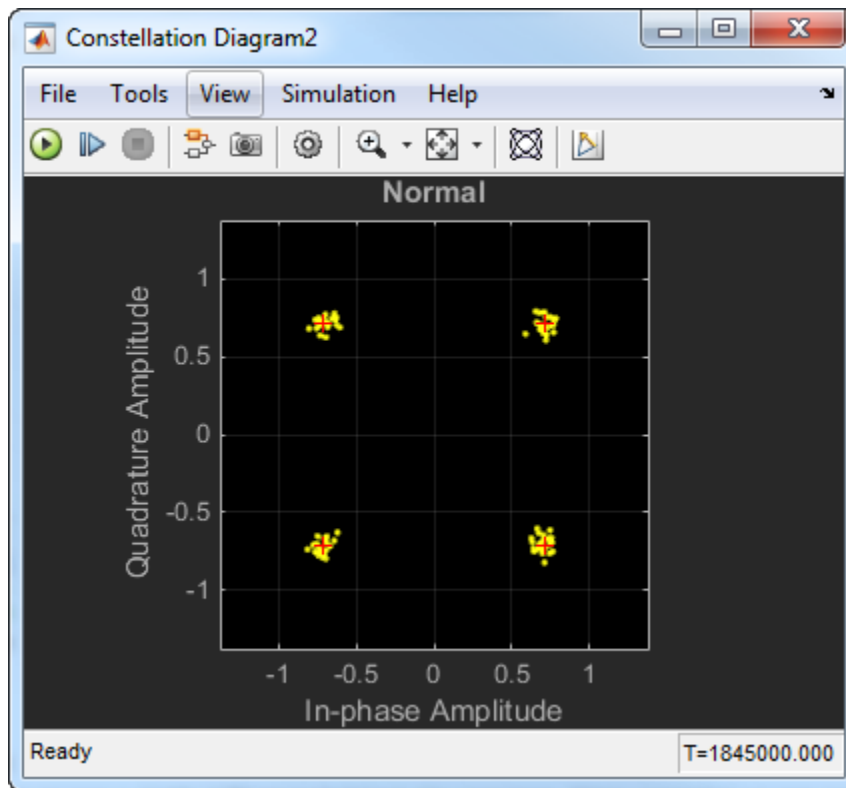 Constellation Diagram2
File Tools View Simulation Help
Normal
Quadrature Amplitude
1
0.5
0
-0.5
-1
-1 -0.5 0 0.5 1
In-phase Amplitude
Ready T=1845000.000